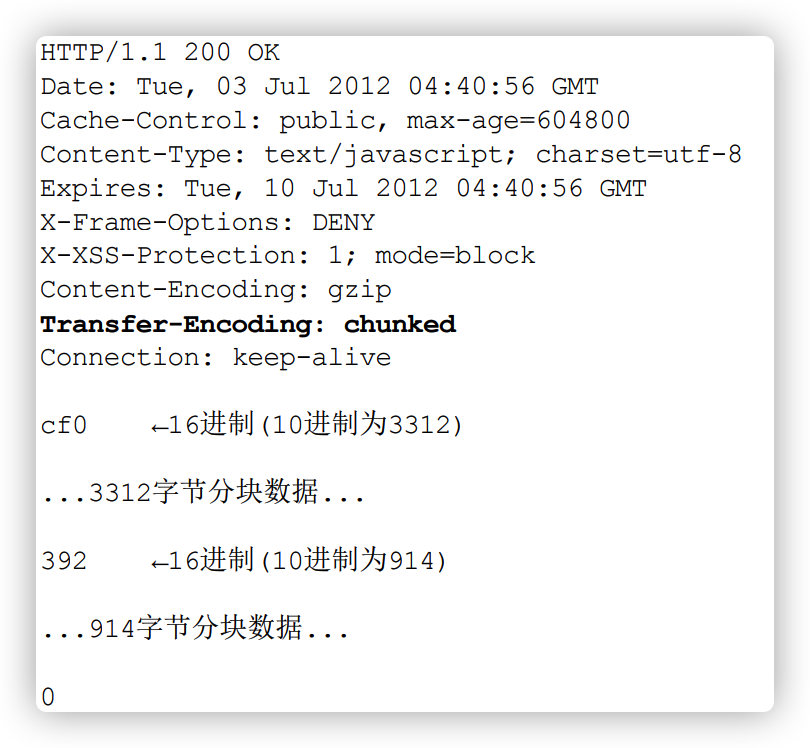 HTTP/1.1 200 OK
Date: Tue, 03 Jul 2012 04:40:56 GMT
Cache-Control: public, max-age=604800
Content-Type: text/javascript; charset=utf-8
Expires: Tue, 10 Jul 2012 04:40:56 GMT
X-Frame-Options: DENY
X-XSS-Protection: 1; mode=block
Content-Encoding: gzip
Transfer-Encoding: chunked
Connection: keep-alive
cf0 ←16进制(10进制为3312)
...3312字节分块数据...
392 ←16进制(10进制为914)
...914字节分块数据...
0